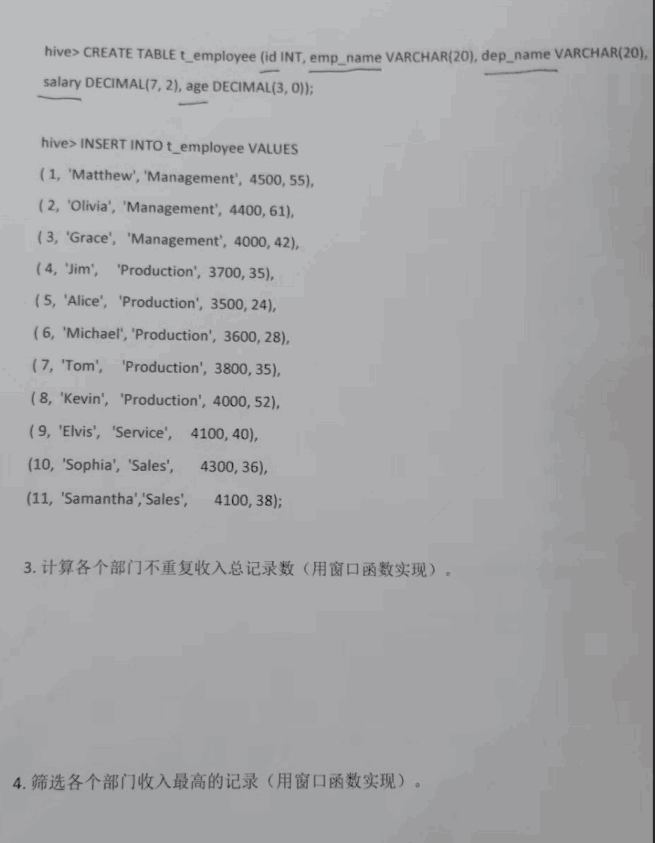 hive> CREATE TABLE t_employee (id INT, emp_name VARCHAR(20), dep_name VARCHAR(20),
salary DECIMAL(7, 2), age DECIMAL(3, 0));
hive> INSERT INTO t_employee VALUES
( 1, 'Matthew', 'Management', 4500, 55),
( 2, 'Olivia', 'Management', 4400, 61),
( 3, 'Grace', 'Management', 4000, 42),
( 4, 'Jim', 'Production', 3700, 35),
( 5, 'Alice', 'Production', 3500, 24),
( 6, 'Michael', 'Production', 3600, 28),
( 7, 'Tom', 'Production', 3800, 35),
( 8, 'Kevin', 'Production', 4000, 52),
( 9, 'Elvis', 'Service', 4100, 40),
(10, 'Sophia', 'Sales', 4300, 36),
(11, 'Samantha','Sales', 4100, 38);
3. 计算各个部门不重复收入总记录数（用窗口函数实现）。
4. 筛选各个部门收入最高的记录（用窗口函数实现）。